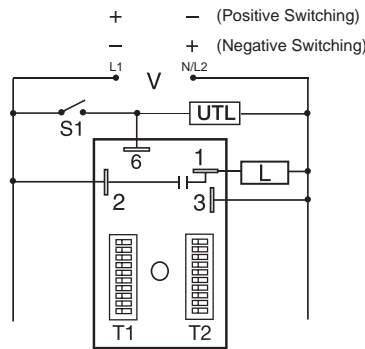 + − (Positive Switching)
− + (Negative Switching)
L1 V N/L2
S1 UTL
6 1 L
2 3
T1 T2